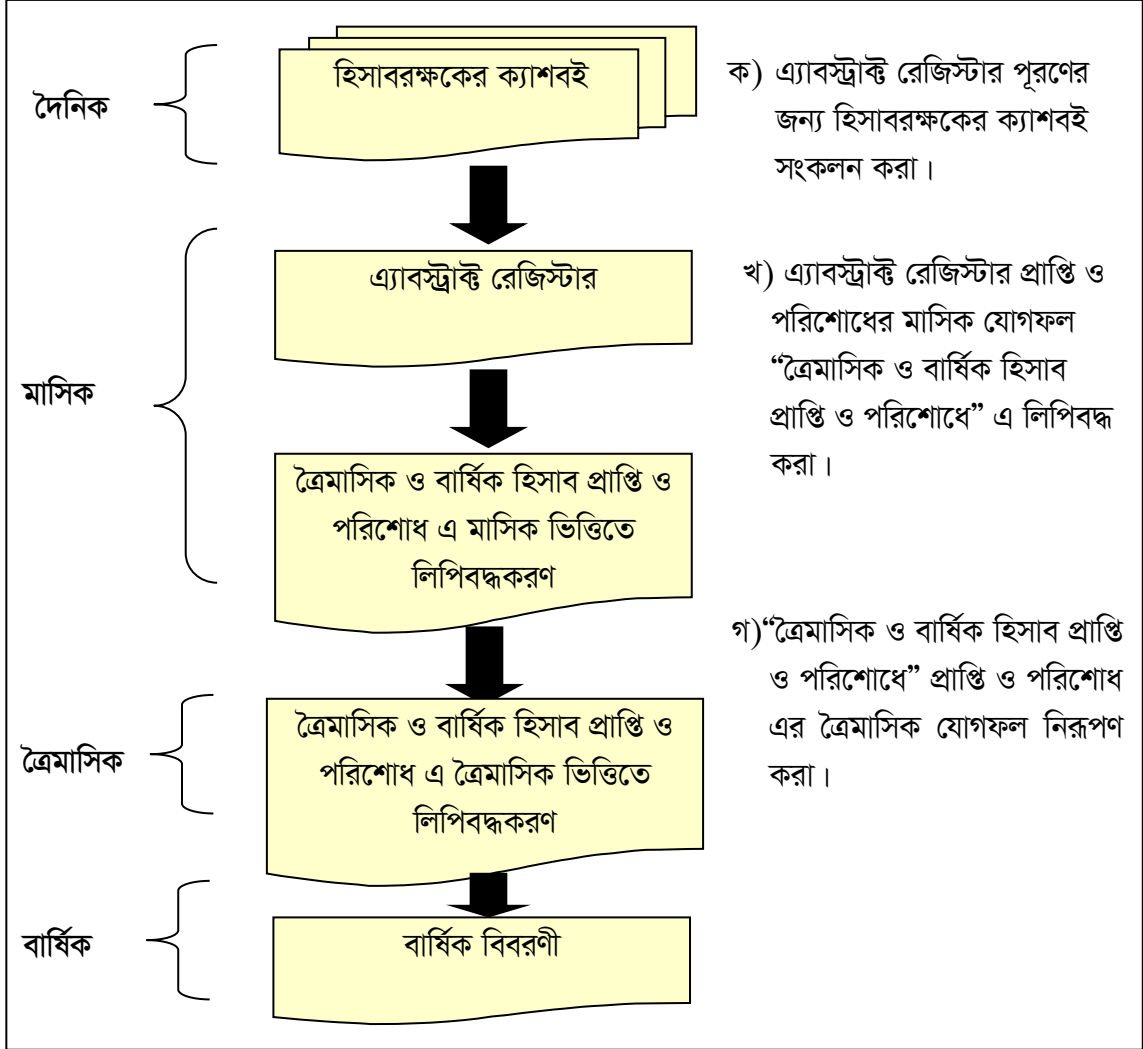 দৈনিক
হিসাবরক্ষকের ক্যাশবই
ক) এ্যাবস্ট্রাক্ট রেজিস্টার পূরণের
জন্য হিসাবরক্ষকের ক্যাশবই
সংকলন করা।
মাসিক
এ্যাবস্ট্রাক্ট রেজিস্টার
খ) এ্যাবস্ট্রাক্ট রেজিস্টার প্রাপ্তি ও
পরিশোধের মাসিক যোগফল
“ত্রৈমাসিক ও বার্ষিক হিসাব
প্রাপ্তি ও পরিশোধে” এ লিপিবদ্ধ
করা।
ত্রৈমাসিক ও বার্ষিক হিসাব প্রাপ্তি ও
পরিশোধ এ মাসিক ভিত্তিতে
লিপিবদ্ধকরণ
ত্রৈমাসিক
ত্রৈমাসিক ও বার্ষিক হিসাব প্রাপ্তি ও
পরিশোধ এ ত্রৈমাসিক ভিত্তিতে
লিপিবদ্ধকরণ
গ)“ত্রৈমাসিক ও বার্ষিক হিসাব প্রাপ্তি
ও পরিশোধে” প্রাপ্তি ও পরিশোধ
এর ত্রৈমাসিক যোগফল নিরূপণ
করা।
বার্ষিক
বার্ষিক বিবরণী